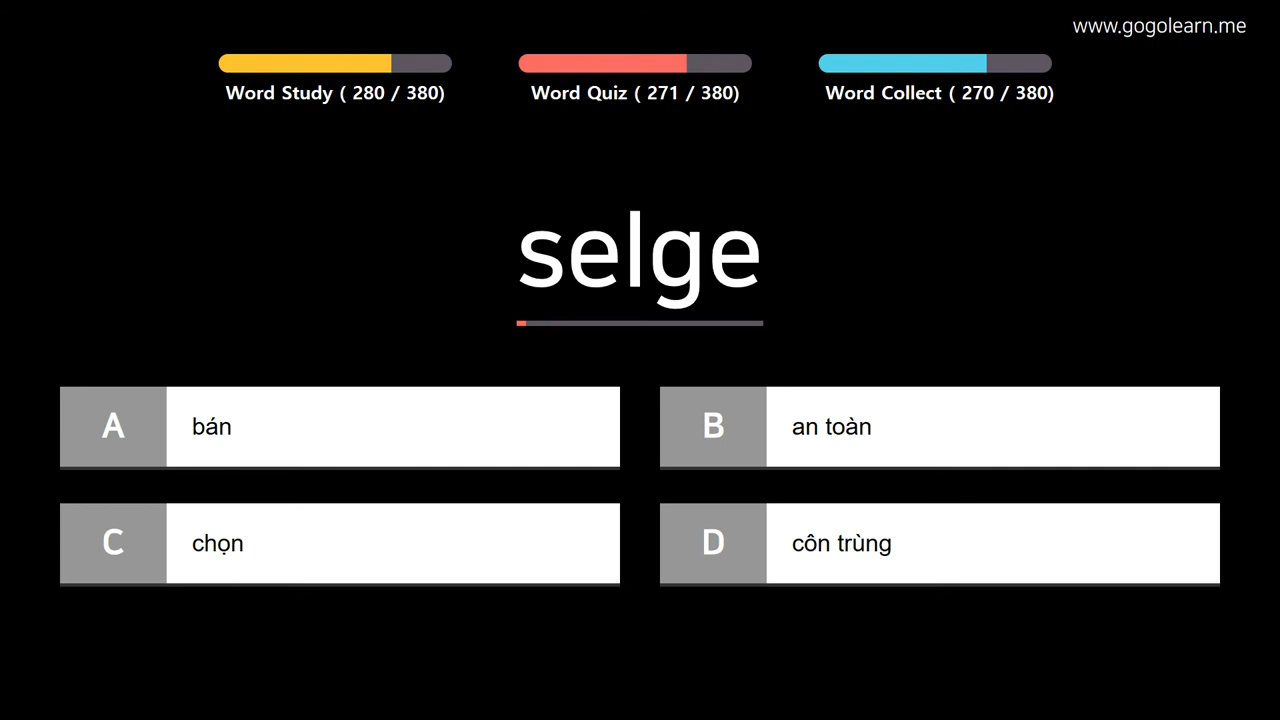 www.gogolearn.me
Word Study ( 280 / 380)
Word Quiz ( 271 / 380)
Word Collect ( 270 / 380)
selge
A bán
B an toàn
C chọn
D côn trùng